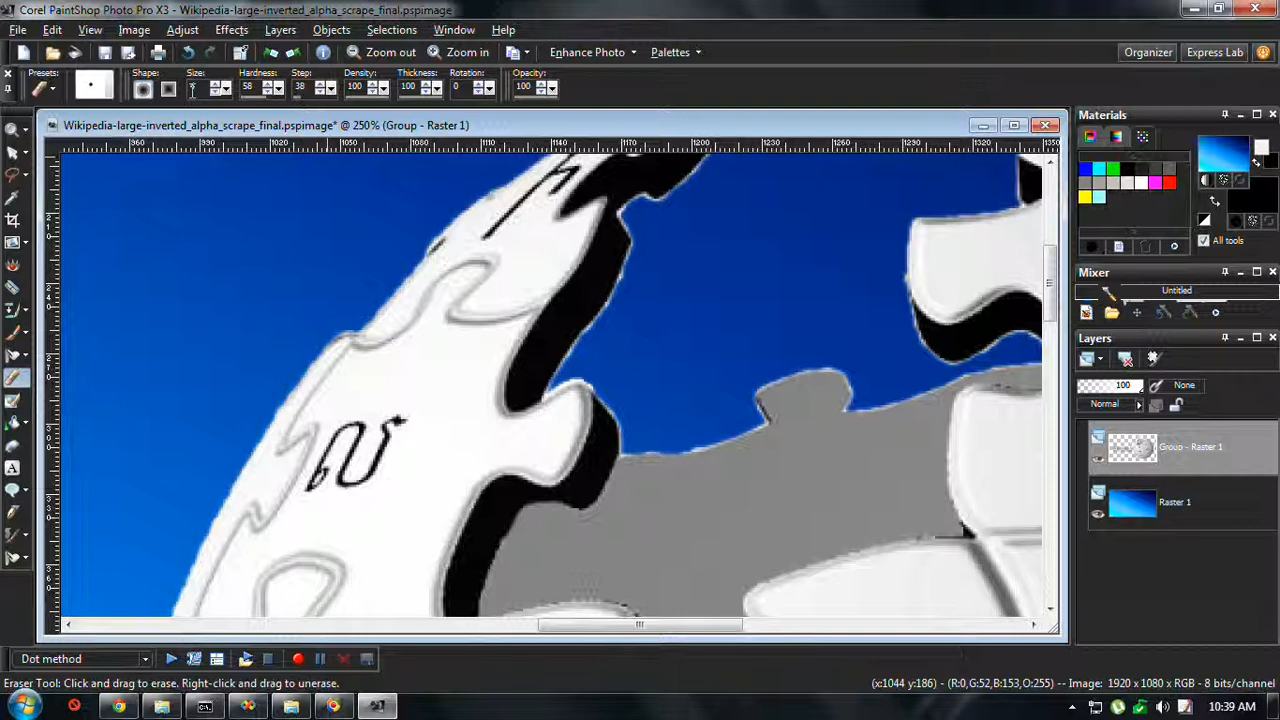 Corel PaintShop Photo Pro X3 - Wikipedia-large-inverted_alpha_scrape_final.pspimage
File Edit View Image Adjust Effects Layers Objects Selections Window Help
Zoom out Zoom in Enhance Photo Palettes Organizer Express Lab
Presets: Shape: Size: Hardness: Step: Density: Thickness: Rotation: Opacity:
58 38 100 100 0 100
Wikipedia-large-inverted_alpha_scrape_final.pspimage* @ 250% (Group - Raster 1)
Materials
All tools
Mixer
Untitled
Layers
100 None
Normal
Group - Raster 1
Raster 1
Dot method
Eraser Tool: Click and drag to erase. Right-click and drag to unerase.
(x:1044 y:186) - (R:0,G:52,B:153,O:255) -- Image: 1920 x 1080 x RGB - 8 bits/channel
10:39 AM